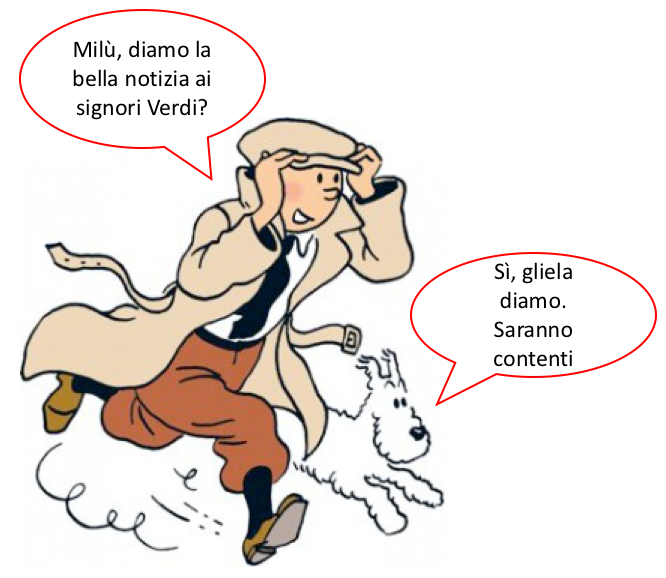 Milù, diamo la
bella notizia ai
signori Verdi?
Sì, gliela
diamo.
Saranno
contenti